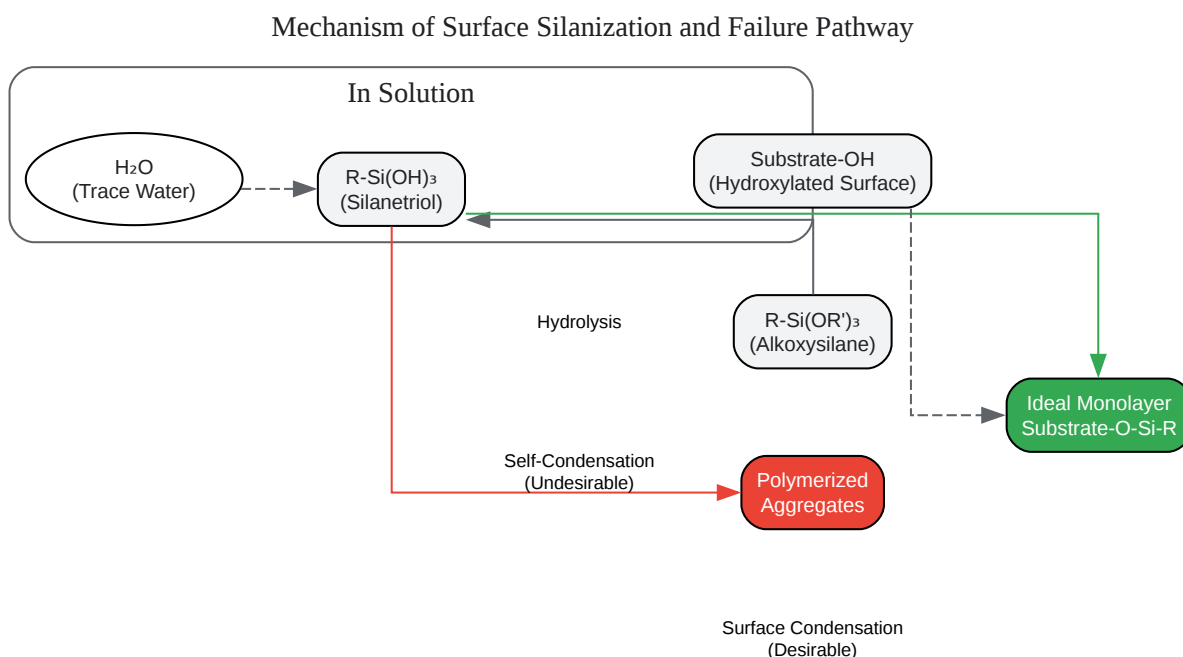 Mechanism of Surface Silanization and Failure Pathway
In Solution
H₂O
(Trace Water)
R-Si(OH)₃
(Silanetriol)
Substrate-OH
(Hydroxylated Surface)
Hydrolysis
R-Si(OR')₃
(Alkoxysilane)
Ideal Monolayer
Substrate-O-Si-R
Self-Condensation
(Undesirable)
Polymerized
Aggregates
Surface Condensation
(Desirable)